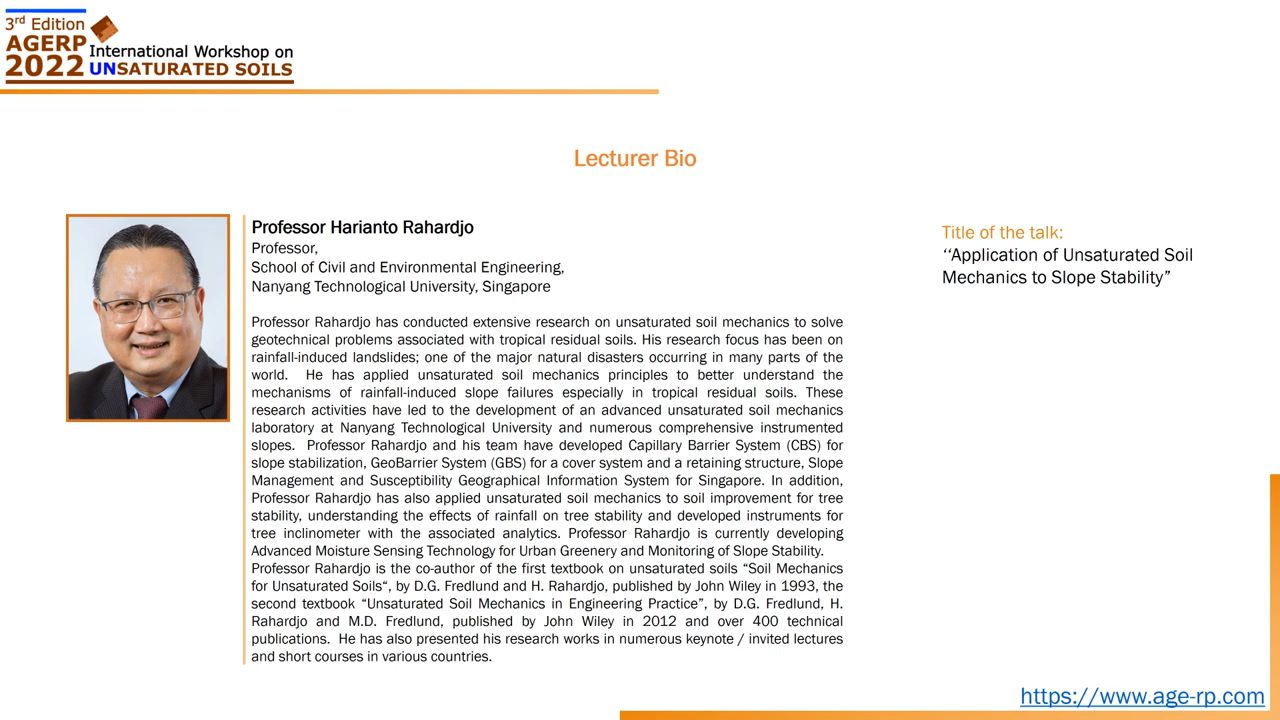 3rd Edition
AGERP
2022
International Workshop on
UNSATURATED SOILS
Lecturer Bio
Professor Harianto Rahardjo
Professor,
School of Civil and Environmental Engineering,
Nanyang Technological University, Singapore
Professor Rahardjo has conducted extensive research on unsaturated soil mechanics to solve
geotechnical problems associated with tropical residual soils. His research focus has been on
rainfall-induced landslides; one of the major natural disasters occurring in many parts of the
world. He has applied unsaturated soil mechanics principles to better understand the
mechanisms of rainfall-induced slope failures especially in tropical residual soils. These
research activities have led to the development of an advanced unsaturated soil mechanics
laboratory at Nanyang Technological University and numerous comprehensive instrumented
slopes. Professor Rahardjo and his team have developed Capillary Barrier System (CBS) for
slope stabilization, GeoBarrier System (GBS) for a cover system and a retaining structure, Slope
Management and Susceptibility Geographical Information System for Singapore. In addition,
Professor Rahardjo has also applied unsaturated soil mechanics to soil improvement for tree
stability, understanding the effects of rainfall on tree stability and developed instruments for
tree inclinometer with the associated analytics. Professor Rahardjo is currently developing
Advanced Moisture Sensing Technology for Urban Greenery and Monitoring of Slope Stability.
Professor Rahardjo is the co-author of the first textbook on unsaturated soils “Soil Mechanics
for Unsaturated Soils“, by D.G. Fredlund and H. Rahardjo, published by John Wiley in 1993, the
second textbook “Unsaturated Soil Mechanics in Engineering Practice”, by D.G. Fredlund, H.
Rahardjo and M.D. Fredlund, published by John Wiley in 2012 and over 400 technical
publications. He has also presented his research works in numerous keynote / invited lectures
and short courses in various countries.
Title of the talk:
‘‘Application of Unsaturated Soil
Mechanics to Slope Stability”
https://www.age-rp.com